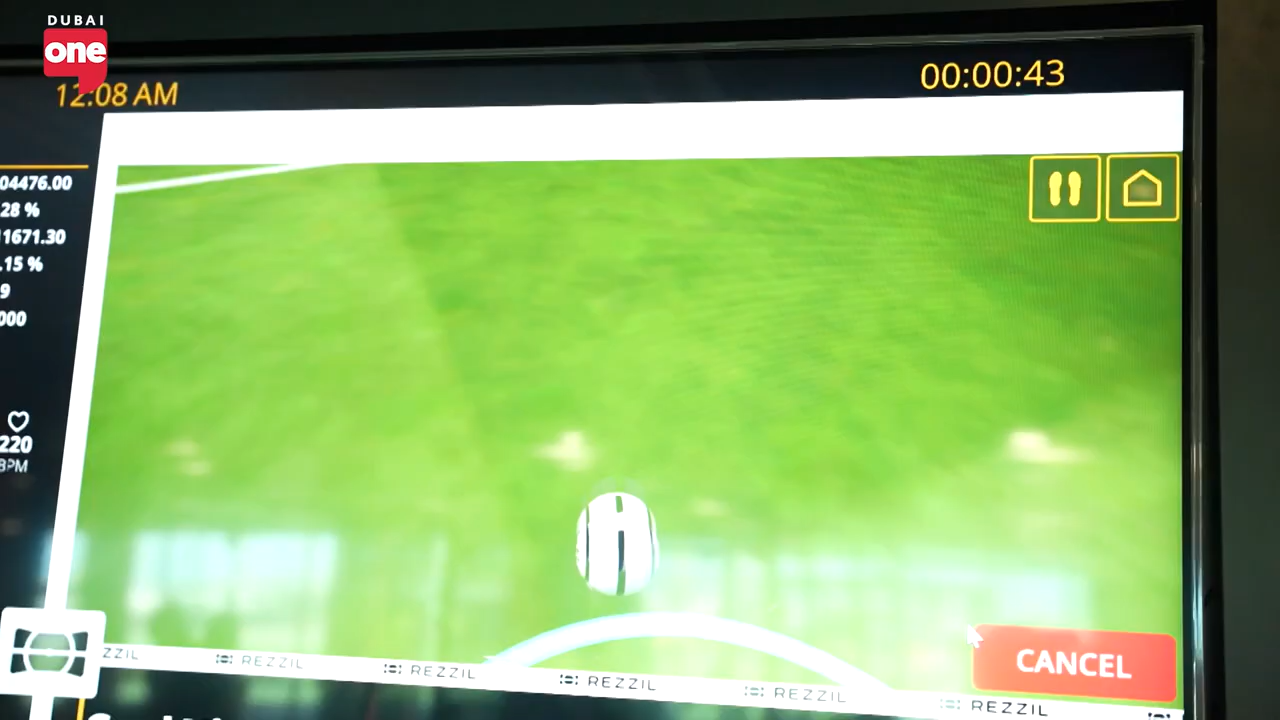 DUBAI
one
12:08 AM
00:00:43
04476.00
.28 %
11671.30
.15 %
9
000
220
BPM
CANCEL
ZZIL REZZIL REZZIL REZZIL REZZIL REZZIL